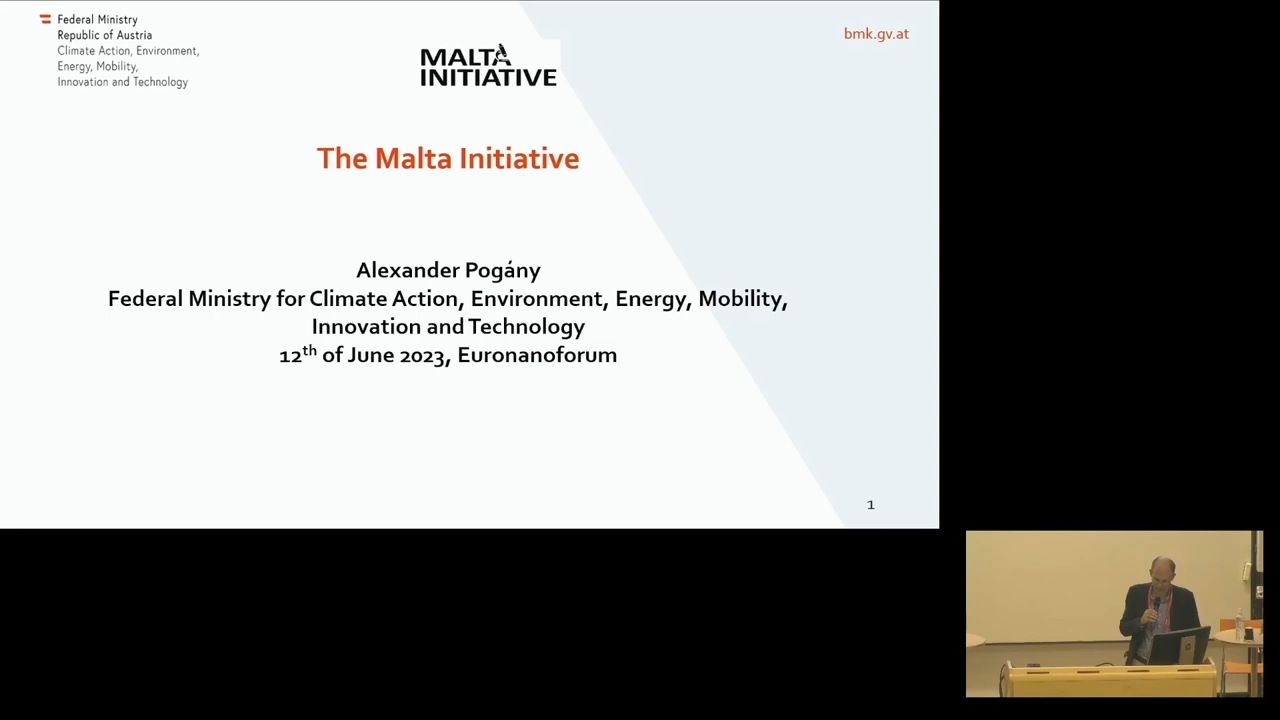 Federal Ministry
Republic of Austria
Climate Action, Environment,
Energy, Mobility,
Innovation and Technology
MALTA
INITIATIVE
bmk.gv.at
The Malta Initiative
Alexander Pogány
Federal Ministry for Climate Action, Environment, Energy, Mobility,
Innovation and Technology
12th of June 2023, Euronanoforum
1